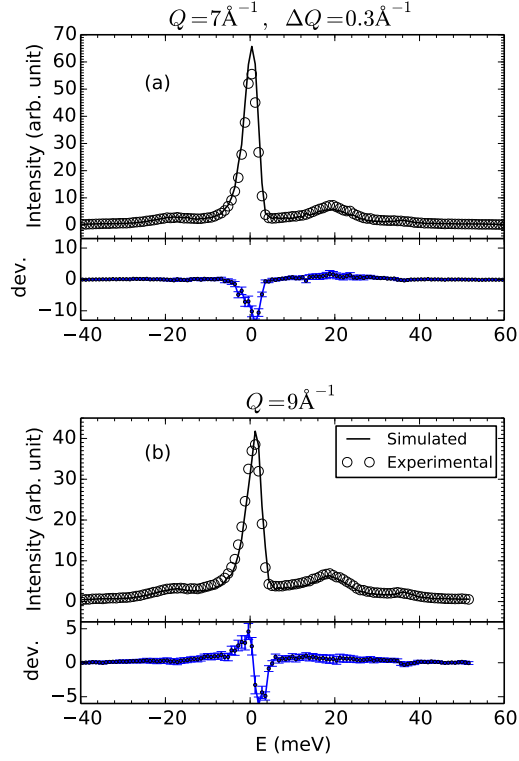 Q = 7Å⁻¹, ΔQ = 0.3Å⁻¹
70
60
50
40
30
20
10
0
Intensity (arb. unit)
(a)
10
0
−10
dev.
−40 −20 0 20 40 60
Q = 9Å⁻¹
40
30
20
10
0
Intensity (arb. unit)
(b)
Simulated
Experimental
5
0
−5
dev.
−40 −20 0 20 40 60
E (meV)